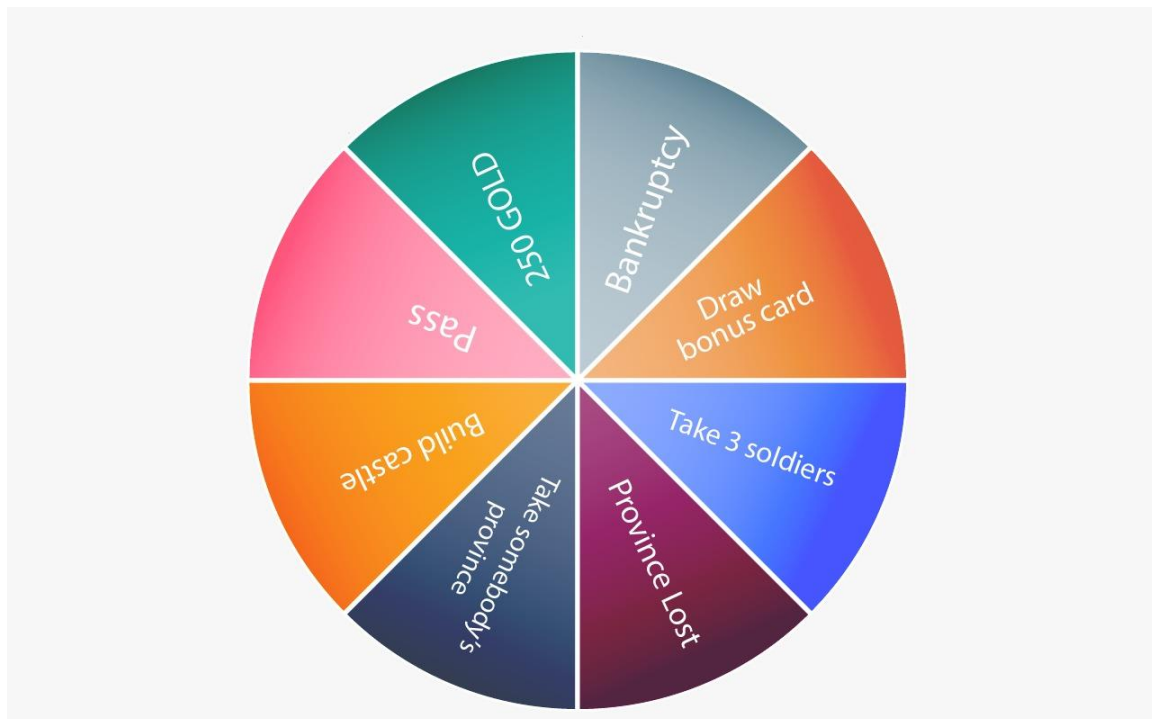 Bankruptcy
Draw
bonus card
Take 3 soldiers
Province Lost
Take somebody's
province
Build castle
Pass
250 GOLD